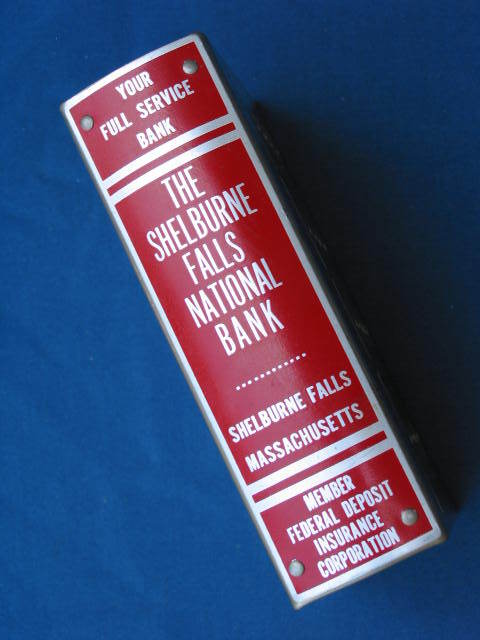 YOUR
FULL SERVICE
BANK
THE
SHELBURNE
FALLS
NATIONAL
BANK
............
SHELBURNE FALLS
MASSACHUSETTS
MEMBER
FEDERAL DEPOSIT
INSURANCE
CORPORATION